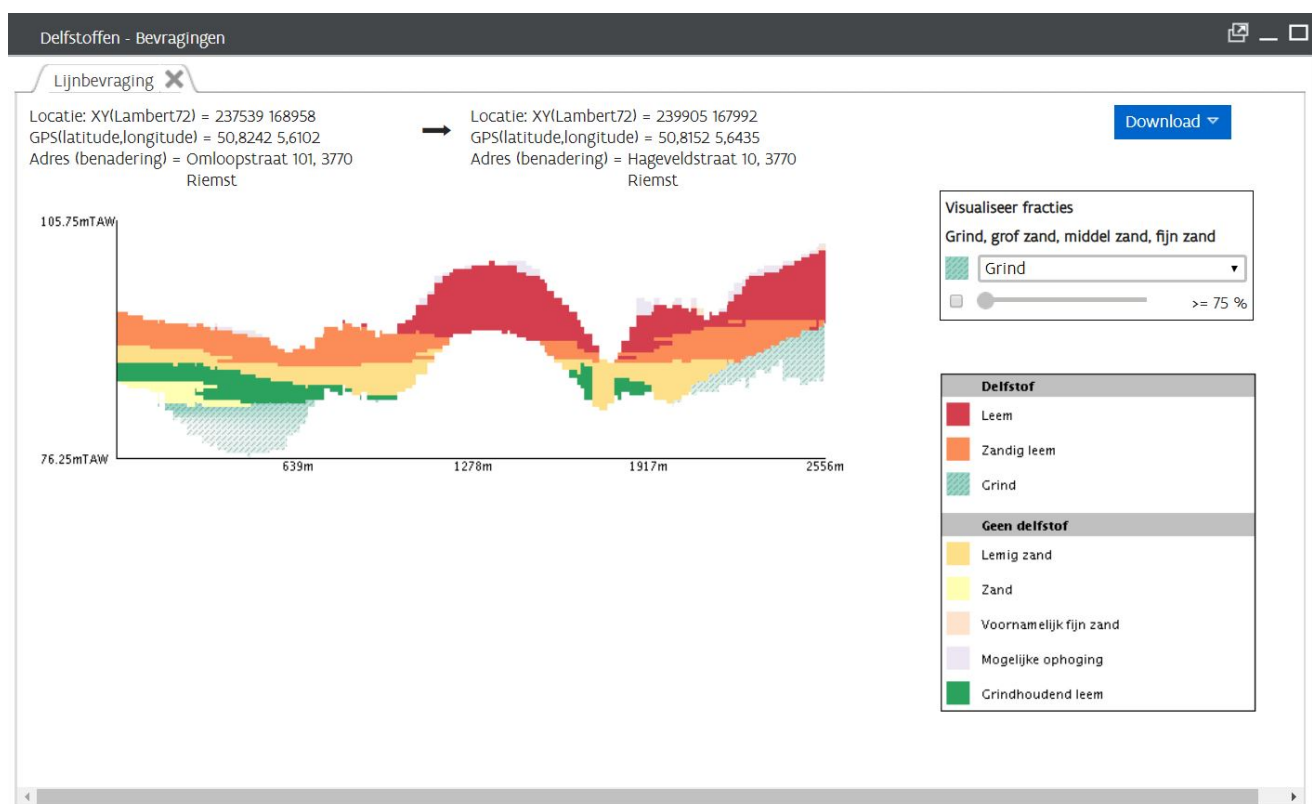 Delfstoffen - Bevragingen
Lijnbevraging
Locatie: XY(Lambert72) = 237539 168958
GPS(latitude,longitude) = 50,8242 5,6102
Adres (benadering) = Omloopstraat 101, 3770
Riemst
Locatie: XY(Lambert72) = 239905 167992
GPS(latitude,longitude) = 50,8152 5,6435
Adres (benadering) = Hageveldstraat 10, 3770
Riemst
Download
105.75mTAW
76.25mTAW
639m
1278m
1917m
2556m
Visualiseer fracties
Grind, grof zand, middel zand, fijn zand
Grind
>= 75 %
Delfstof
Leem
Zandig leem
Grind
Geen delfstof
Lemig zand
Zand
Voornamelijk fijn zand
Mogelijke ophoging
Grindhoudend leem